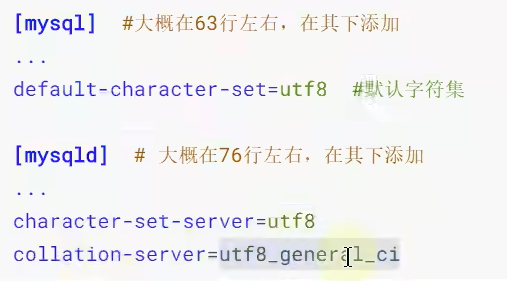 [mysql]  #大概在63行左右，在其下添加
...
default-character-set=utf8  #默认字符集
[mysqld]  # 大概在76行左右，在其下添加
...
character-set-server=utf8
collation-server=utf8_general_ci